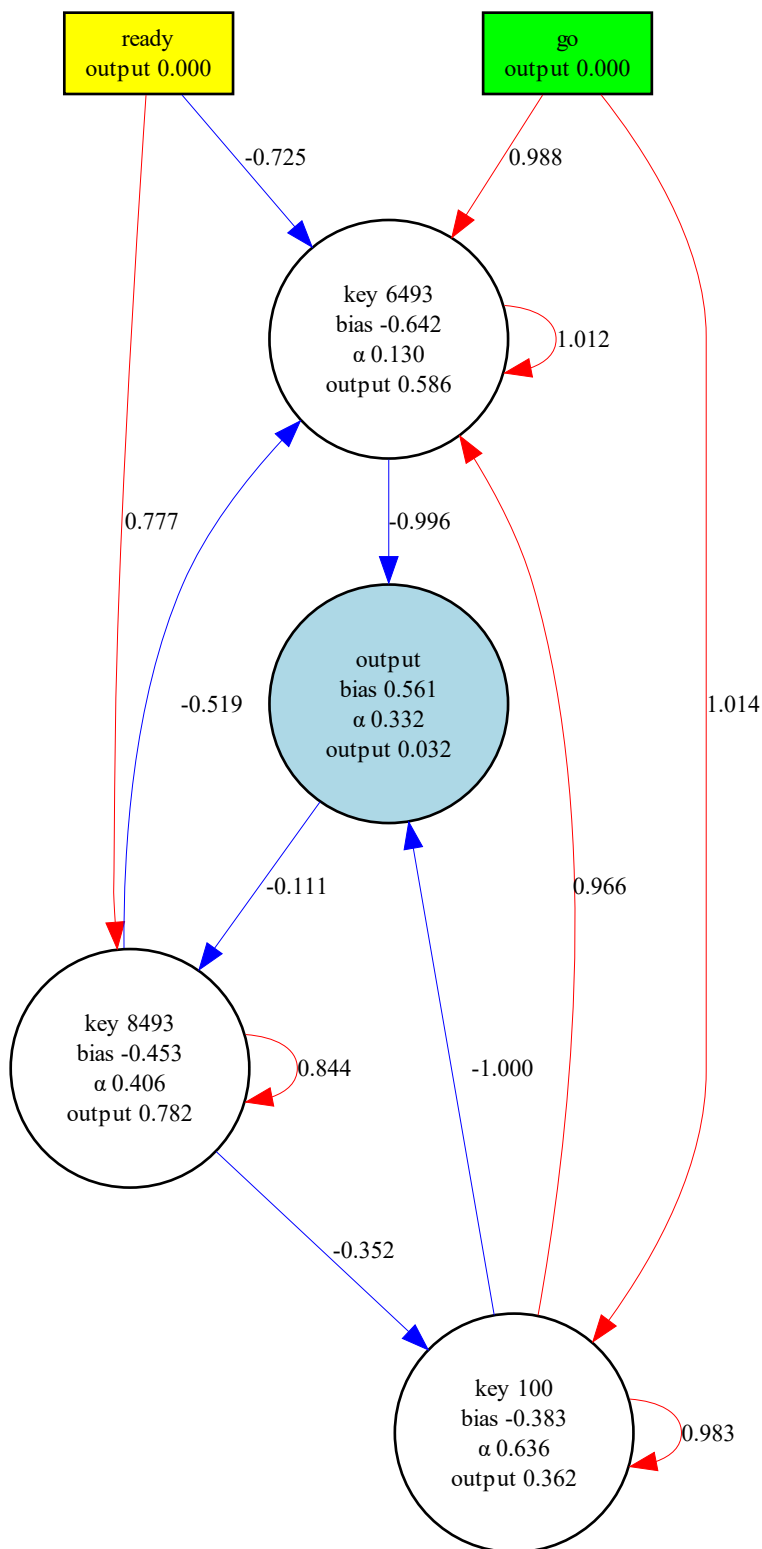 ready
output 0.000
go
output 0.000
-0.725
0.988
key 6493
bias -0.642
α 0.130
output 0.586
1.012
0.777
-0.996
output
bias 0.561
α 0.332
output 0.032
-0.519
1.014
-0.111
0.966
key 8493
bias -0.453
α 0.406
output 0.782
0.844
-1.000
-0.352
key 100
bias -0.383
α 0.636
output 0.362
0.983